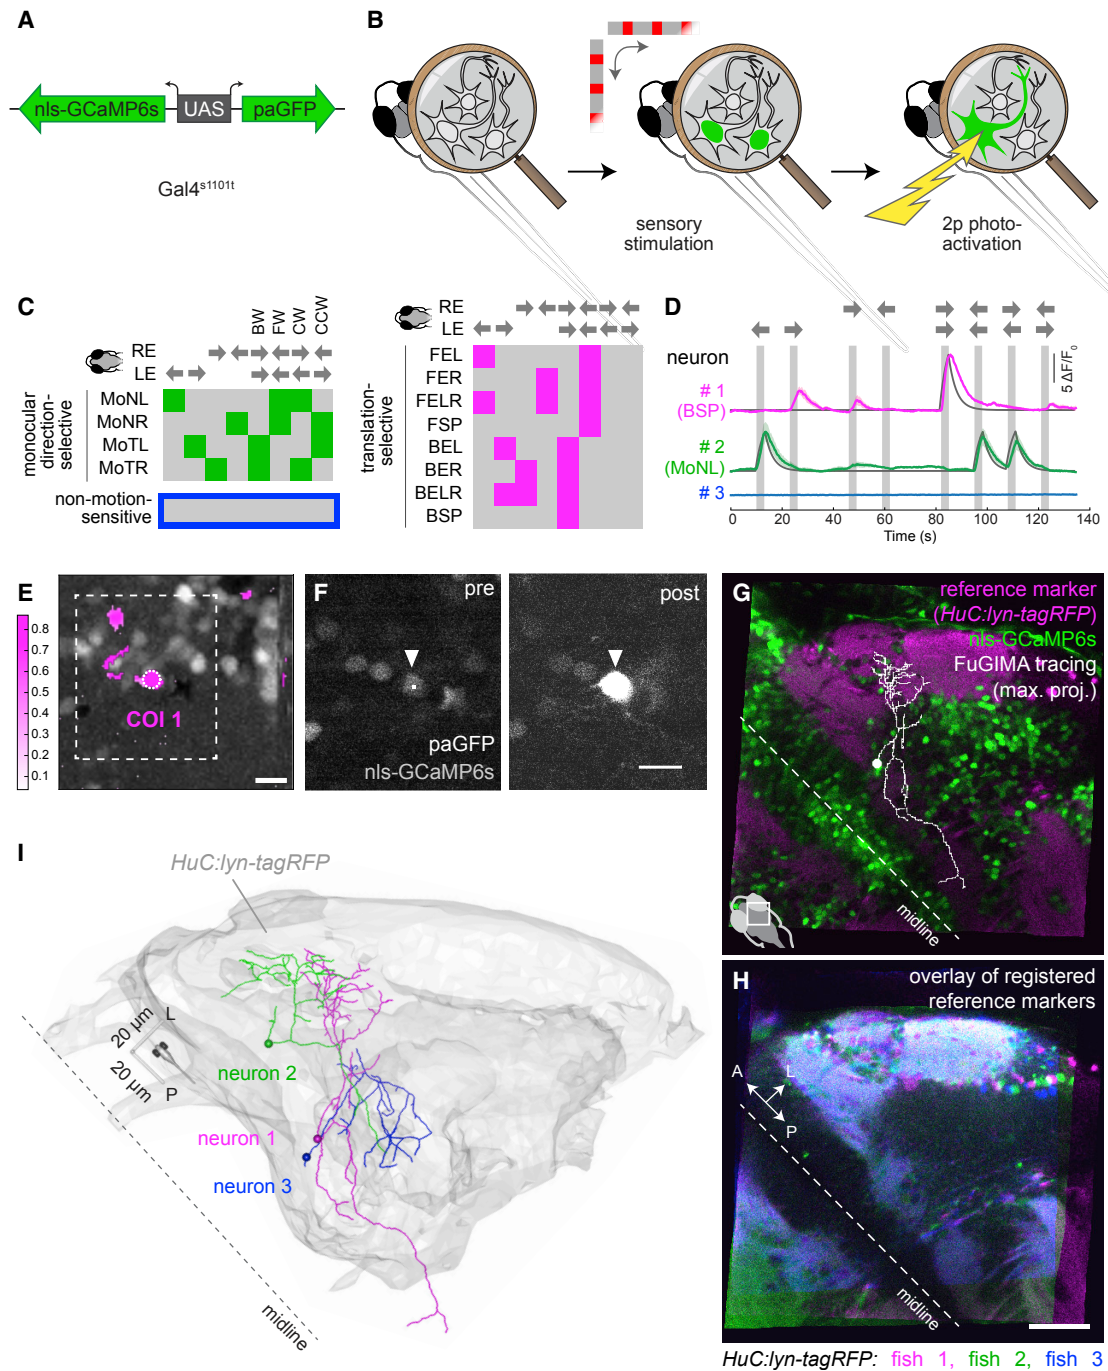 A
nls-GCaMP6s
UAS
paGFP
Gal4s1101t
B
sensory
stimulation
2p photo-
activation
C
BW
FW
CW
CCW
RE
LE
monocular
direction-
selective
MoNL
MoNR
MoTL
MoTR
non-motion-
sensitive
RE
LE
translation-
selective
FEL
FER
FELR
FSP
BEL
BER
BELR
BSP
D
neuron
# 1
(BSP)
# 2
(MoNL)
# 3
5 ΔF/F0
0 20 40 60 80 100 120 140
Time (s)
E
0.8
0.7
0.6
0.5
0.4
0.3
0.2
0.1
COI 1
F
pre
paGFP
nls-GCaMP6s
post
G
reference marker
(HuC:lyn-tagRFP)
nls-GCaMP6s
FuGIMA tracing
(max. proj.)
midline
H
overlay of registered
reference markers
A
L
P
midline
HuC:lyn-tagRFP: fish 1, fish 2, fish 3
I
HuC:lyn-tagRFP
20 µm
L
20 µm
P
neuron 2
neuron 1
neuron 3
midline